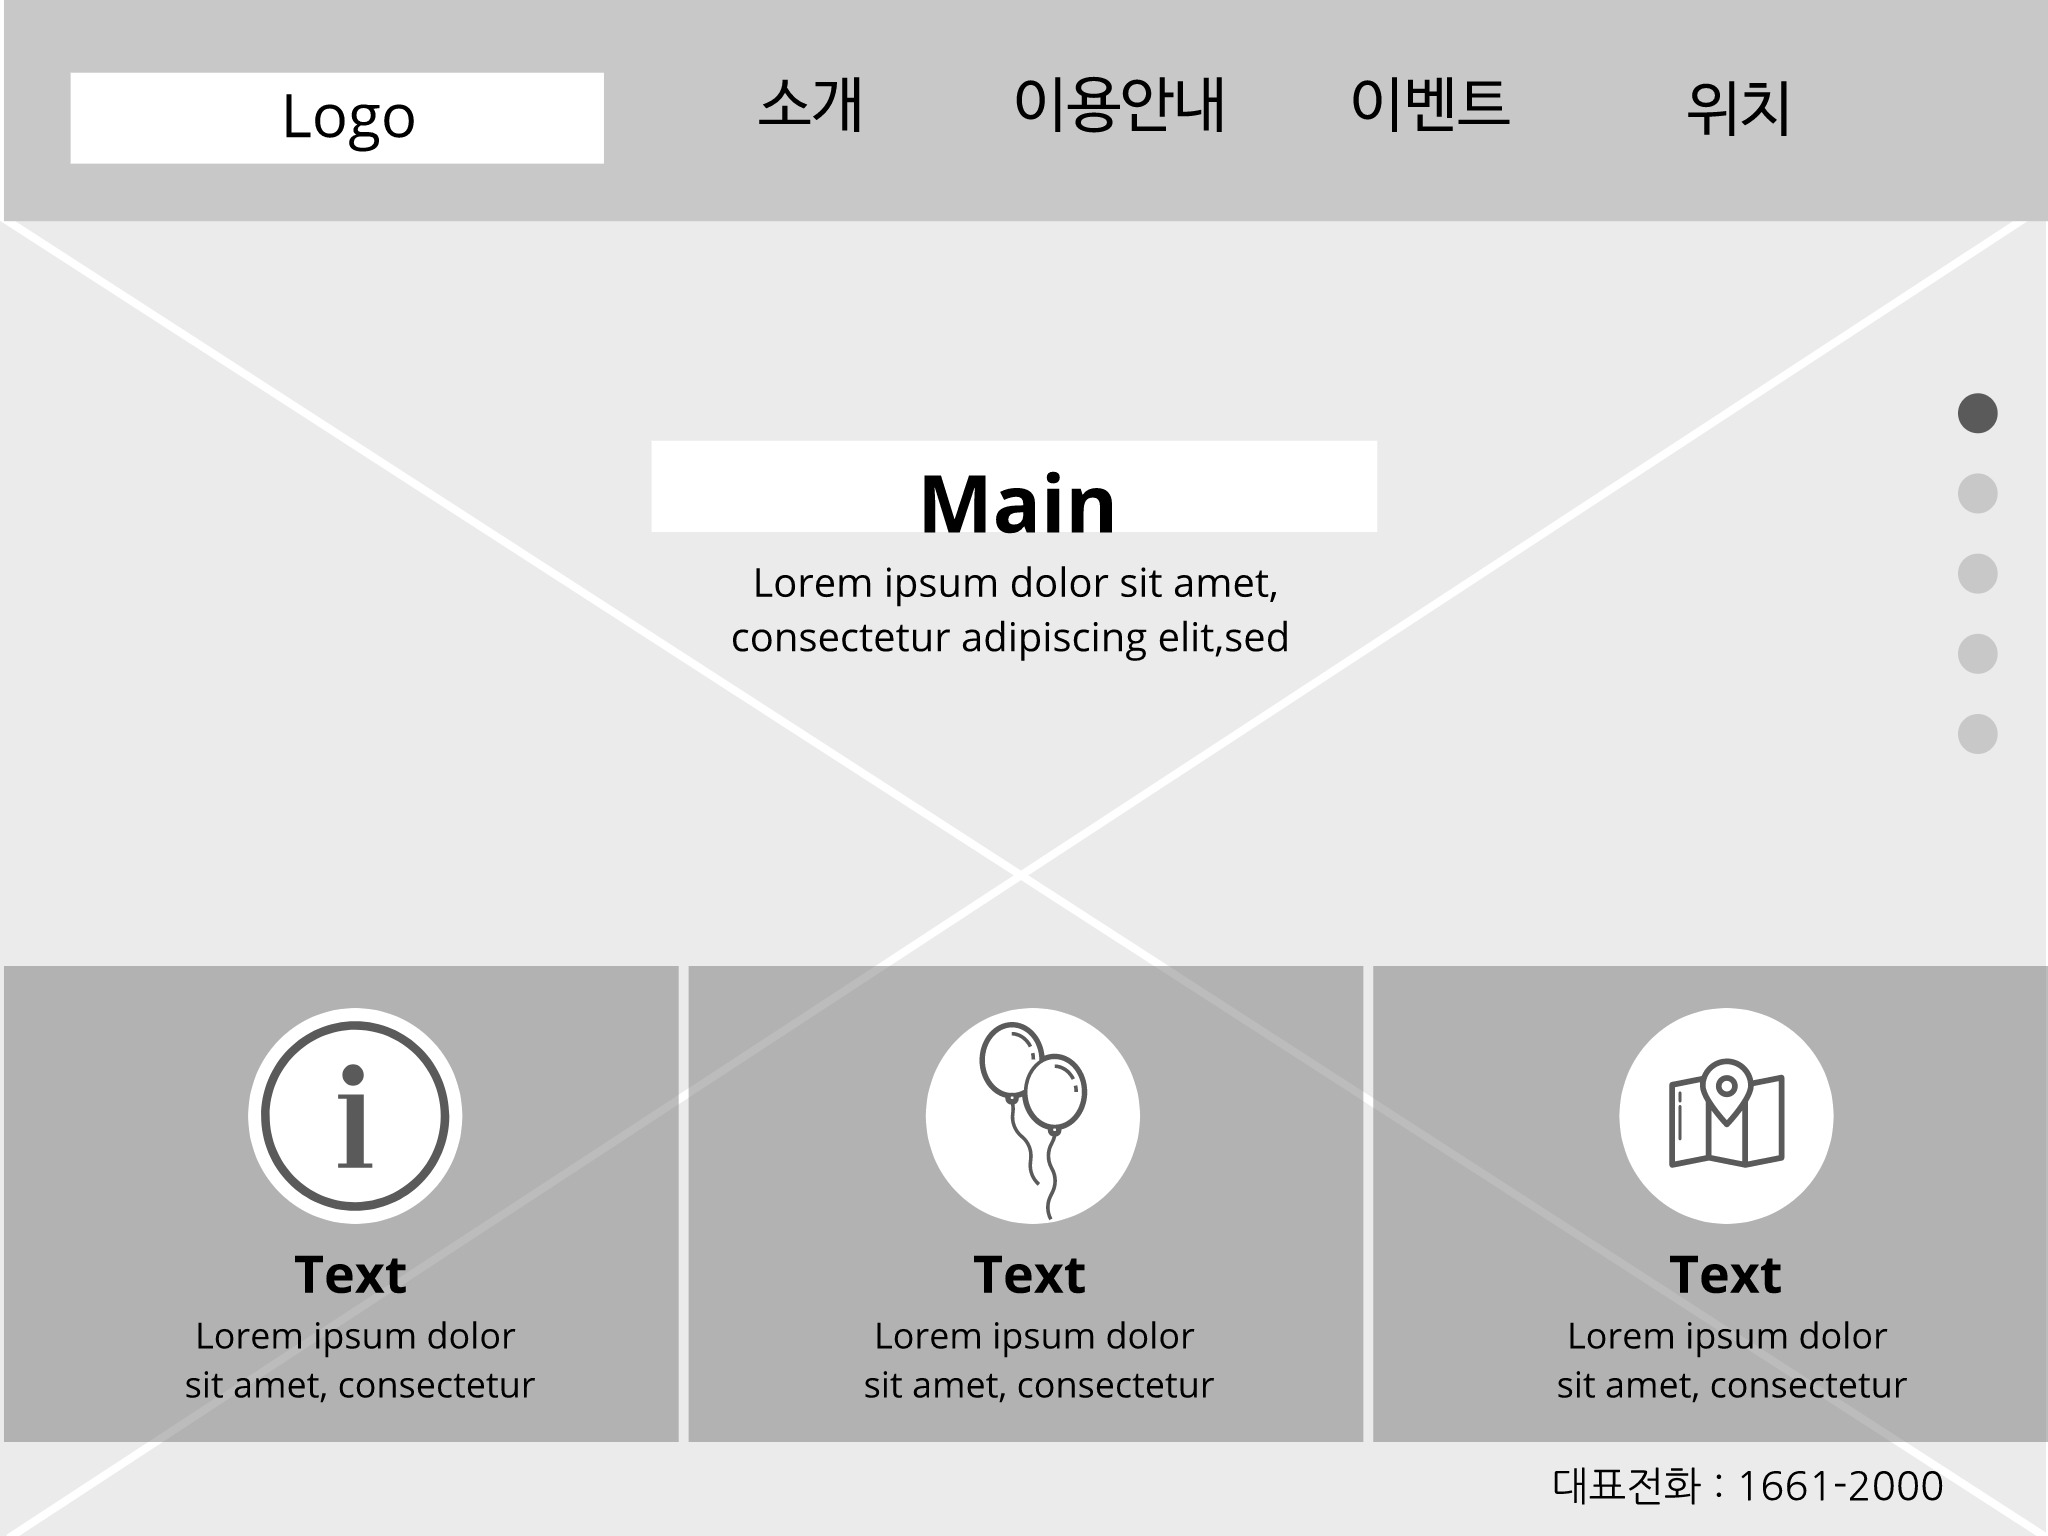 Logo
소개
이용안내
이벤트
위치
Main
Lorem ipsum dolor sit amet,
consectetur adipiscing elit,sed
i
Text
Lorem ipsum dolor
sit amet, consectetur
Text
Lorem ipsum dolor
sit amet, consectetur
Text
Lorem ipsum dolor
sit amet, consectetur
대표전화 : 1661-2000